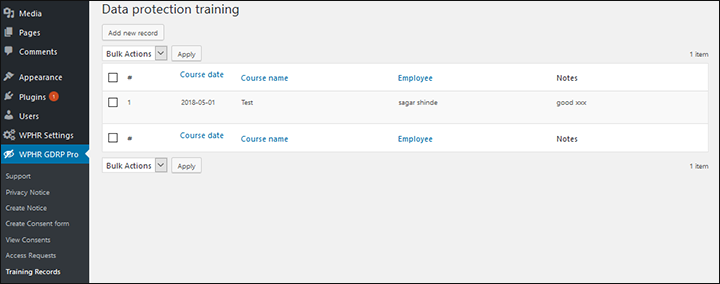 Media
Pages
Comments
Appearance
Plugins 1
Users
WPHR Settings
WPHR GDRP Pro
Support
Privacy Notice
Create Notice
Create Consent form
View Consents
Access Requests
Training Records
Data protection training
Add new record
Bulk Actions Apply 1 item
# Course date Course name Employee Notes
1 2018-05-01 Test sagar shinde good xxx
# Course date Course name Employee Notes
Bulk Actions Apply 1 item